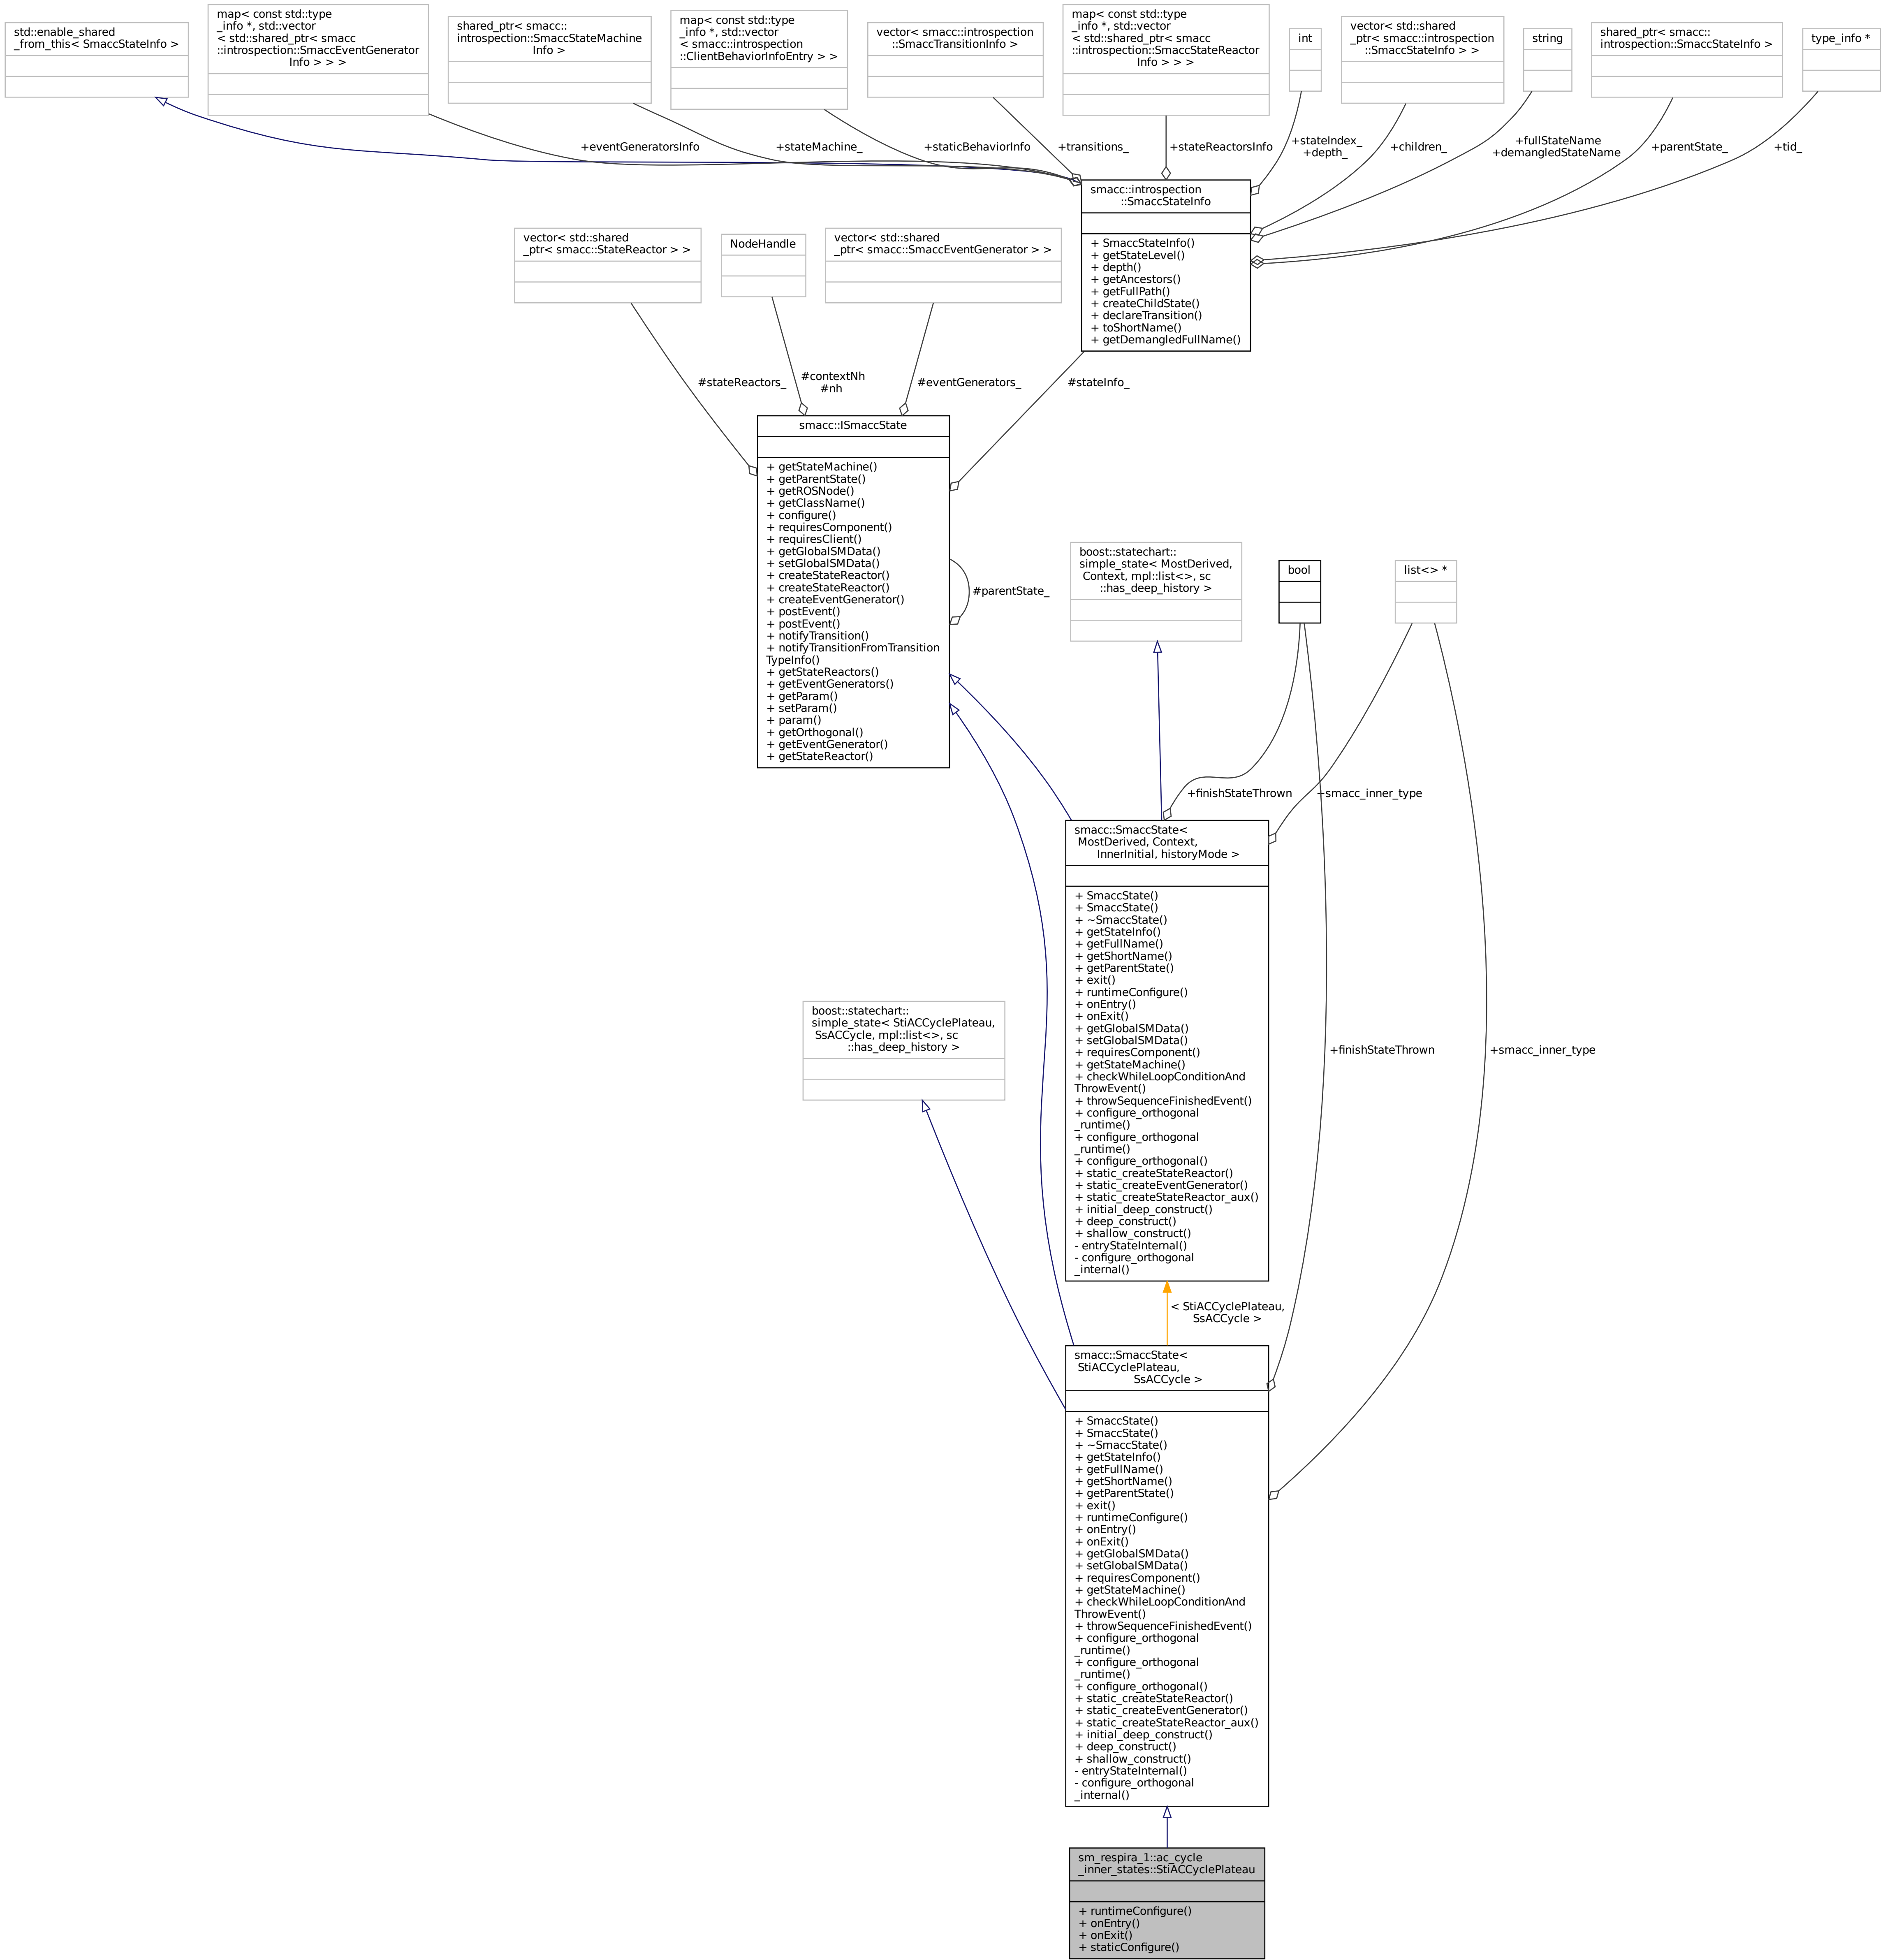 std::enable_shared
_from_this< SmaccStateInfo >
map< const std::type
_info *, std::vector
< std::shared_ptr< smacc
::introspection::SmaccEventGenerator
Info > > >
shared_ptr< smacc::
introspection::SmaccStateMachine
Info >
map< const std::type
_info *, std::vector
< smacc::introspection
::ClientBehaviorInfoEntry > >
vector< smacc::introspection
::SmaccTransitionInfo >
map< const std::type
_info *, std::vector
< std::shared_ptr< smacc
::introspection::SmaccStateReactor
Info > > >
int
vector< std::shared
_ptr< smacc::introspection
::SmaccStateInfo > >
string
shared_ptr< smacc::
introspection::SmaccStateInfo >
type_info *
+eventGeneratorsInfo
+stateMachine_
+staticBehaviorInfo
+transitions_
+stateReactorsInfo
+stateIndex_
+depth_
+children_
+fullStateName
+demangledStateName
+parentState_
+tid_
smacc::introspection
::SmaccStateInfo
+ SmaccStateInfo()
+ getStateLevel()
+ depth()
+ getAncestors()
+ getFullPath()
+ createChildState()
+ declareTransition()
+ toShortName()
+ getDemangledFullName()
vector< std::shared
_ptr< smacc::StateReactor > >
NodeHandle
vector< std::shared
_ptr< smacc::SmaccEventGenerator > >
#stateReactors_
#contextNh
#nh
#eventGenerators_
#stateInfo_
smacc::ISmaccState
+ getStateMachine()
+ getParentState()
+ getROSNode()
+ getClassName()
+ configure()
+ requiresComponent()
+ requiresClient()
+ getGlobalSMData()
+ setGlobalSMData()
+ createStateReactor()
+ createStateReactor()
+ createEventGenerator()
+ postEvent()
+ postEvent()
+ notifyTransition()
+ notifyTransitionFromTransition
TypeInfo()
+ getStateReactors()
+ getEventGenerators()
+ getParam()
+ setParam()
+ param()
+ getOrthogonal()
+ getEventGenerator()
+ getStateReactor()
#parentState_
boost::statechart::
simple_state< MostDerived,
Context, mpl::list<>, sc
::has_deep_history >
bool
list<> *
+finishStateThrown
+smacc_inner_type
smacc::SmaccState<
MostDerived, Context,
InnerInitial, historyMode >
+ SmaccState()
+ SmaccState()
+ ~SmaccState()
+ getStateInfo()
+ getFullName()
+ getShortName()
+ getParentState()
+ exit()
+ runtimeConfigure()
+ onEntry()
+ onExit()
+ getGlobalSMData()
+ setGlobalSMData()
+ requiresComponent()
+ getStateMachine()
+ checkWhileLoopConditionAnd
ThrowEvent()
+ throwSequenceFinishedEvent()
+ configure_orthogonal
_runtime()
+ configure_orthogonal
_runtime()
+ configure_orthogonal()
+ static_createStateReactor()
+ static_createEventGenerator()
+ static_createStateReactor_aux()
+ initial_deep_construct()
+ deep_construct()
+ shallow_construct()
- entryStateInternal()
- configure_orthogonal
_internal()
boost::statechart::
simple_state< StiACCyclePlateau,
SsACCycle, mpl::list<>, sc
::has_deep_history >
+finishStateThrown
+smacc_inner_type
< StiACCyclePlateau,
SsACCycle >
smacc::SmaccState<
StiACCyclePlateau,
SsACCycle >
+ SmaccState()
+ SmaccState()
+ ~SmaccState()
+ getStateInfo()
+ getFullName()
+ getShortName()
+ getParentState()
+ exit()
+ runtimeConfigure()
+ onEntry()
+ onExit()
+ getGlobalSMData()
+ setGlobalSMData()
+ requiresComponent()
+ getStateMachine()
+ checkWhileLoopConditionAnd
ThrowEvent()
+ throwSequenceFinishedEvent()
+ configure_orthogonal
_runtime()
+ configure_orthogonal
_runtime()
+ configure_orthogonal()
+ static_createStateReactor()
+ static_createEventGenerator()
+ static_createStateReactor_aux()
+ initial_deep_construct()
+ deep_construct()
+ shallow_construct()
- entryStateInternal()
- configure_orthogonal
_internal()
sm_respira_1::ac_cycle
_inner_states::StiACCyclePlateau
+ runtimeConfigure()
+ onEntry()
+ onExit()
+ staticConfigure()